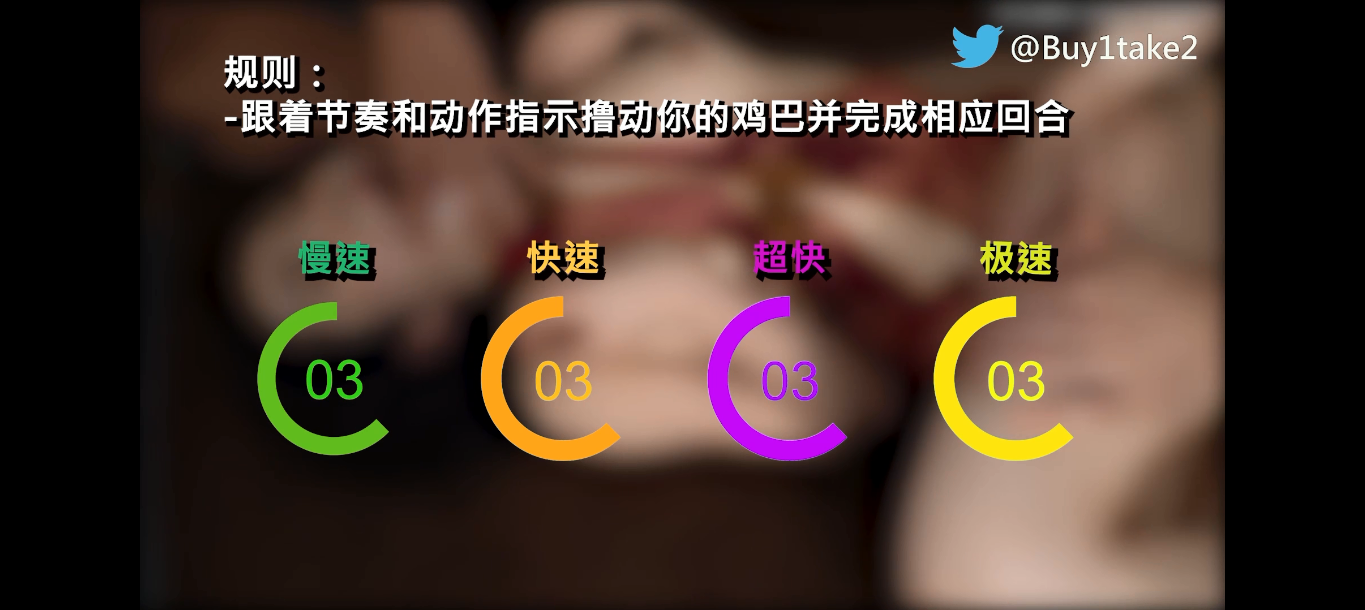 @Buy1take2
规则：
-跟着节奏和动作指示撸动你的鸡巴并完成相应回合
慢速 快速 超快 极速
03 03 03 03